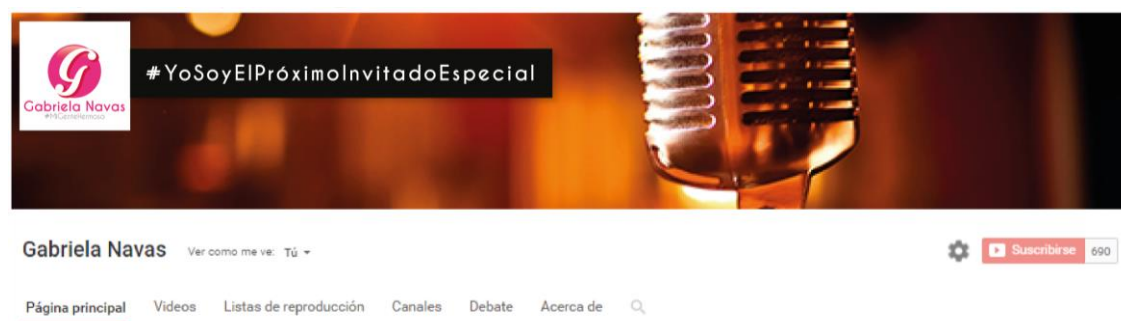 #YoSoyElPróximoInvitadoEspecial
G
Gabriela Navas
#MiGenteHermosa
Gabriela Navas Ver como me ve: Tú
Suscribirse 690
Página principal Videos Listas de reproducción Canales Debate Acerca de